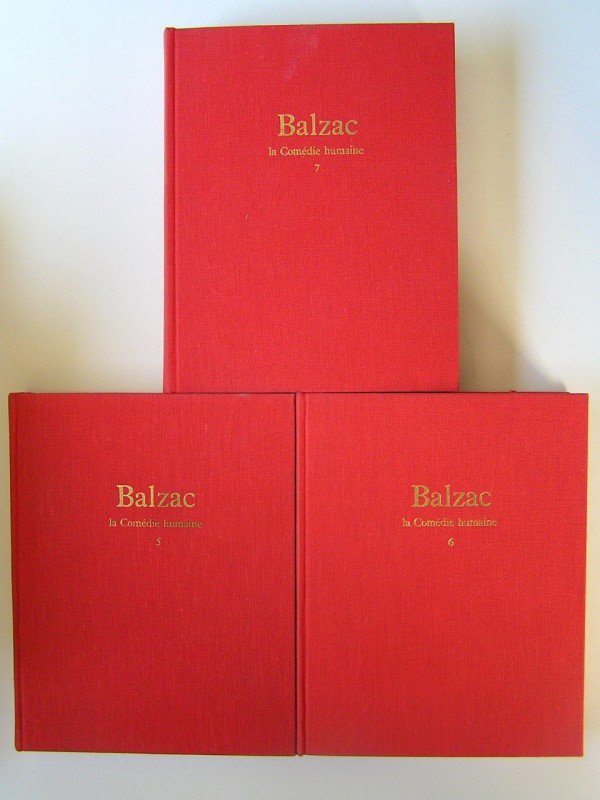 Balzac
la Comédie humaine
7
Balzac
la Comédie humaine
5
Balzac
la Comédie humaine
6